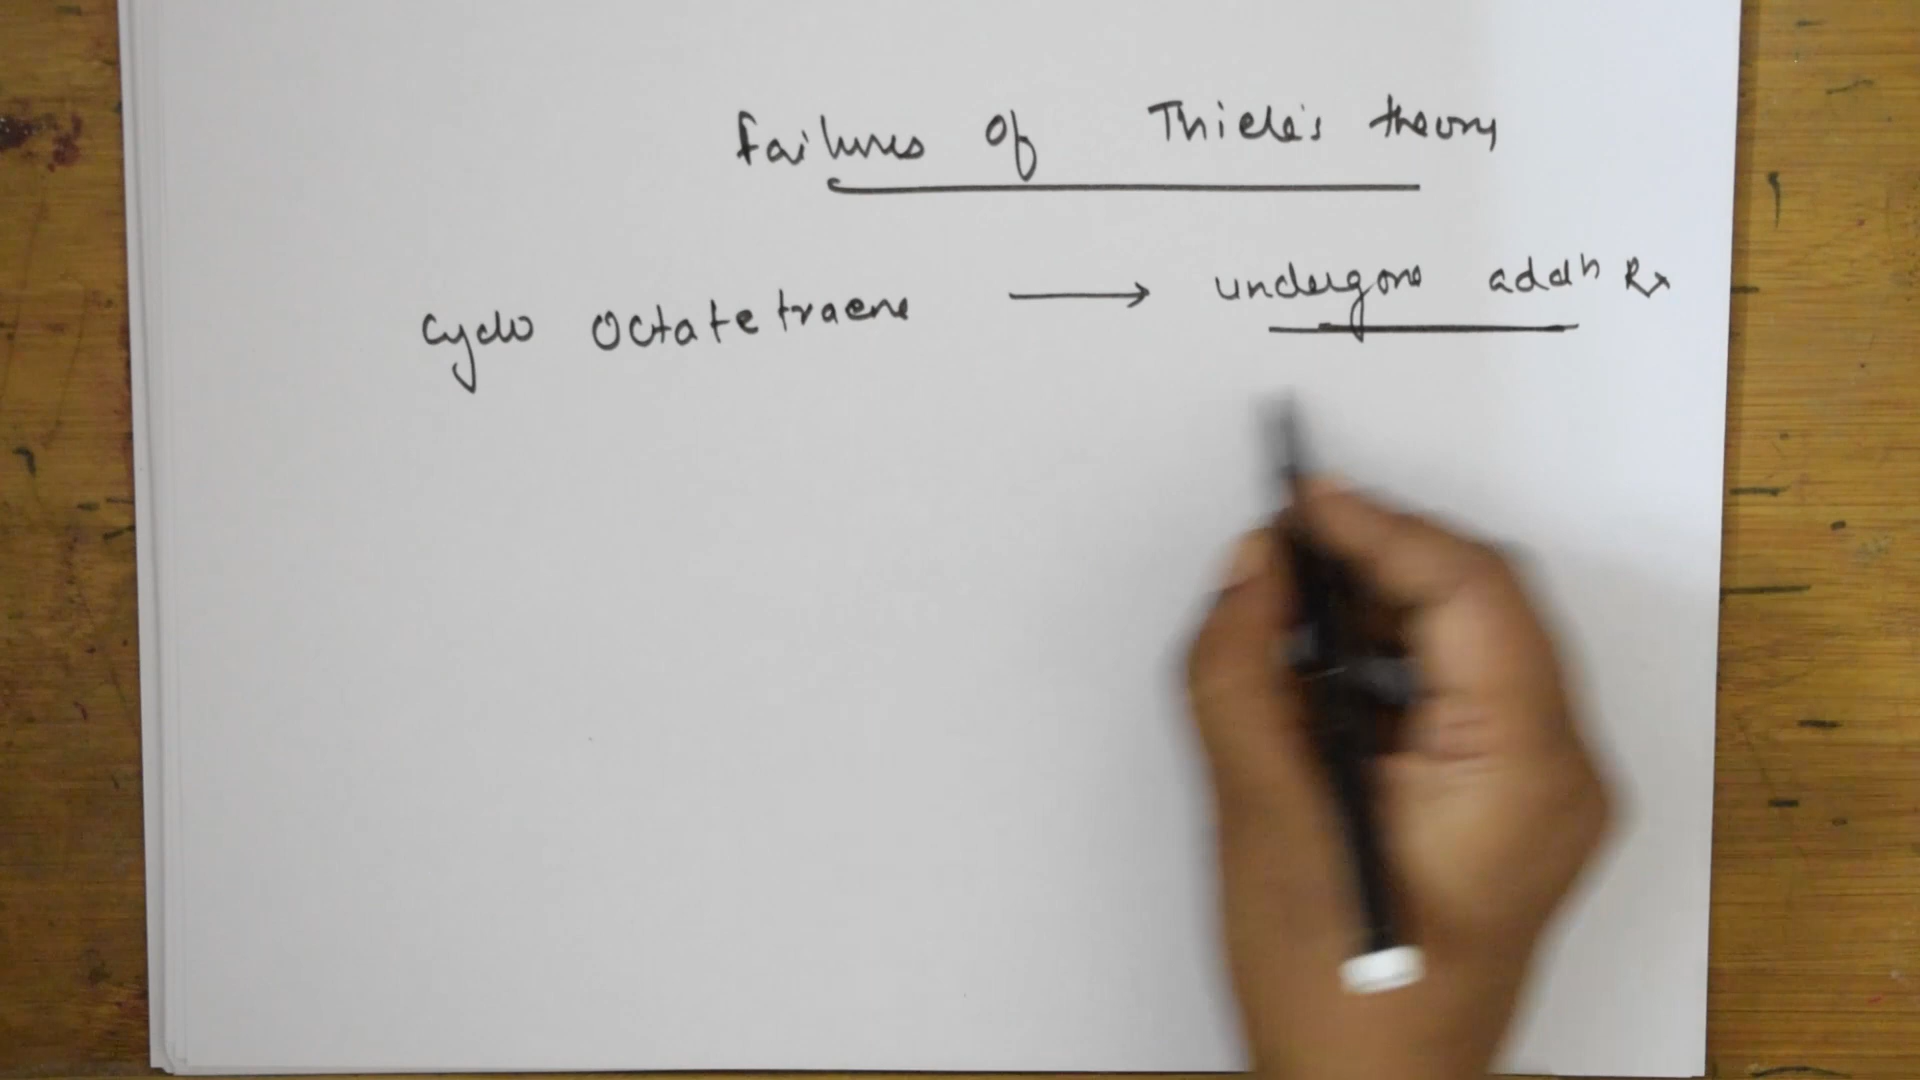 Failures of Thiele's theory
Cyclo Octatetraene → undergone addn Rx